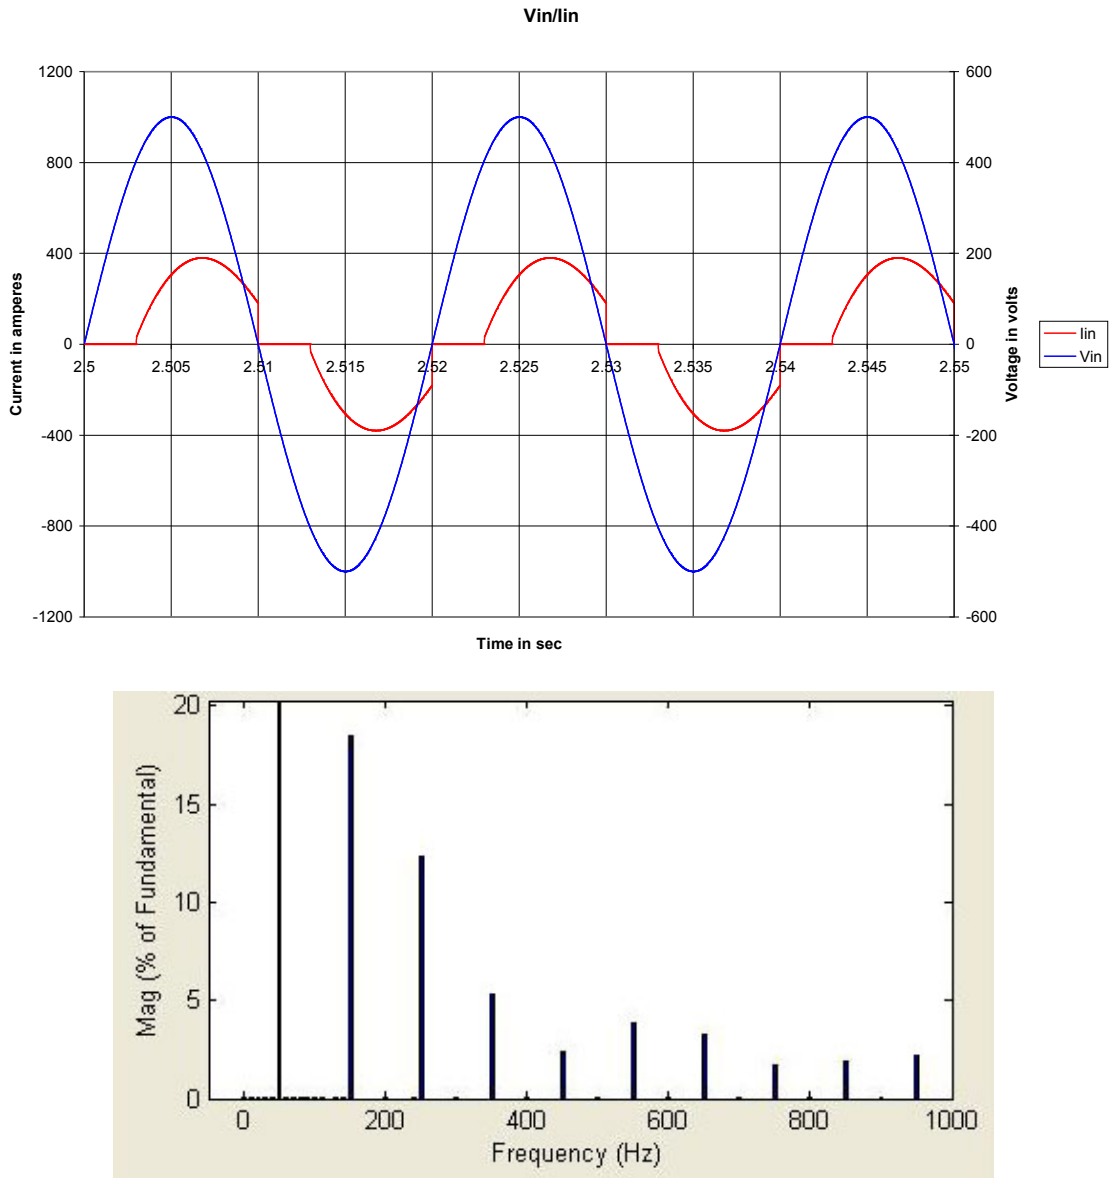 Vin/Iin
1200
800
400
0
-400
-800
-1200
600
400
200
0
-200
-400
-600
2.5 2.505 2.51 2.515 2.52 2.525 2.53 2.535 2.54 2.545 2.55
Current in amperes
Voltage in volts
Time in sec
Iin
Vin
20
15
10
5
0
Mag (% of Fundamental)
0 200 400 600 800 1000
Frequency (Hz)